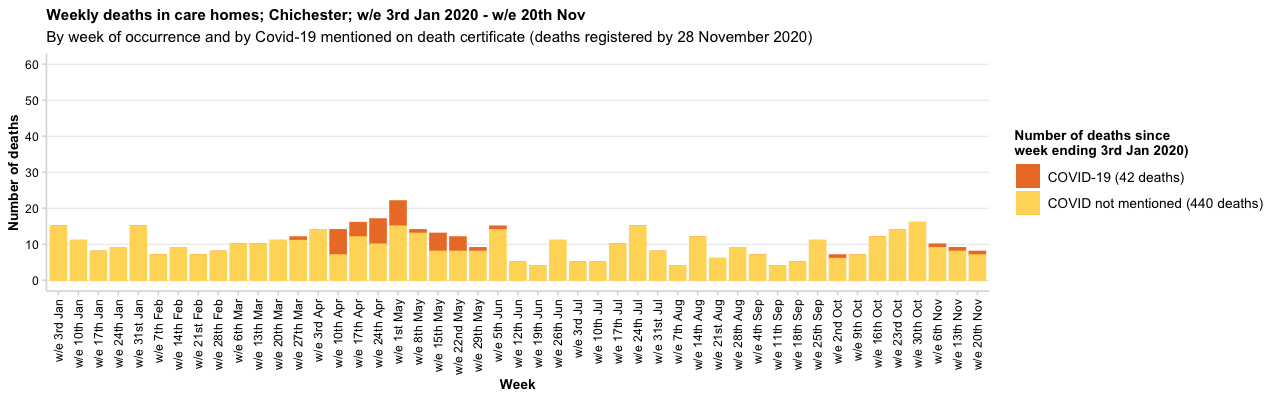 Weekly deaths in care homes; Chichester; w/e 3rd Jan 2020 - w/e 20th Nov
By week of occurrence and by Covid-19 mentioned on death certificate (deaths registered by 28 November 2020)
Number of deaths
60
50
40
30
20
10
0
w/e 3rd Jan
w/e 10th Jan
w/e 17th Jan
w/e 24th Jan
w/e 31st Jan
w/e 7th Feb
w/e 14th Feb
w/e 21st Feb
w/e 28th Feb
w/e 6th Mar
w/e 13th Mar
w/e 20th Mar
w/e 27th Mar
w/e 3rd Apr
w/e 10th Apr
w/e 17th Apr
w/e 24th Apr
w/e 1st May
w/e 8th May
w/e 15th May
w/e 22nd May
w/e 29th May
w/e 5th Jun
w/e 12th Jun
w/e 19th Jun
w/e 26th Jun
w/e 3rd Jul
w/e 10th Jul
w/e 17th Jul
w/e 24th Jul
w/e 31st Jul
w/e 7th Aug
w/e 14th Aug
w/e 21st Aug
w/e 28th Aug
w/e 4th Sep
w/e 11th Sep
w/e 18th Sep
w/e 25th Sep
w/e 2nd Oct
w/e 9th Oct
w/e 16th Oct
w/e 23rd Oct
w/e 30th Oct
w/e 6th Nov
w/e 13th Nov
w/e 20th Nov
Week
Number of deaths since
week ending 3rd Jan 2020)
COVID-19 (42 deaths)
COVID not mentioned (440 deaths)